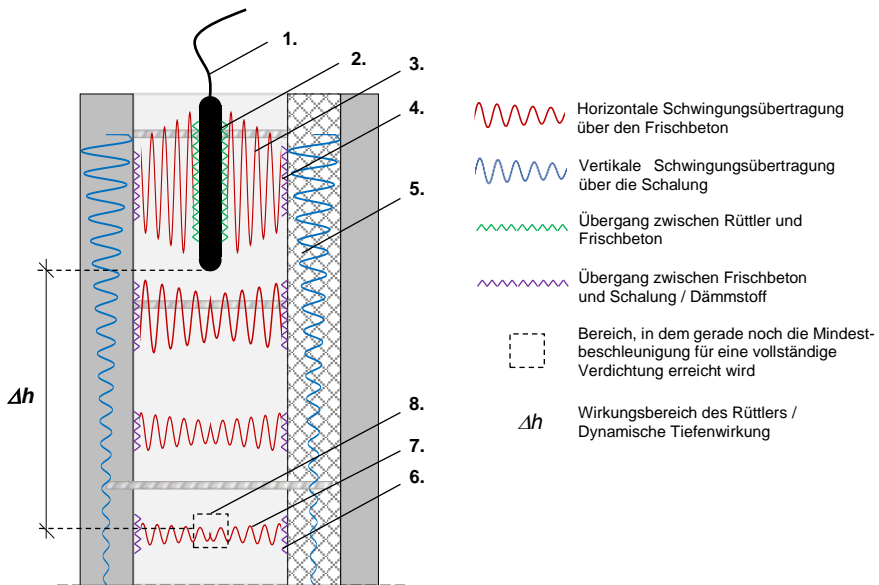 1.
2.
3.
4.
5.
Δh
8.
7.
6.
Horizontale Schwingungsübertragung
über den Frischbeton
Vertikale Schwingungsübertragung
über die Schalung
Übergang zwischen Rüttler und
Frischbeton
Übergang zwischen Frischbeton
und Schalung / Dämmstoff
Bereich, in dem gerade noch die Mindest-
beschleunigung für eine vollständige
Verdichtung erreicht wird
Δh
Wirkungsbereich des Rüttlers /
Dynamische Tiefenwirkung